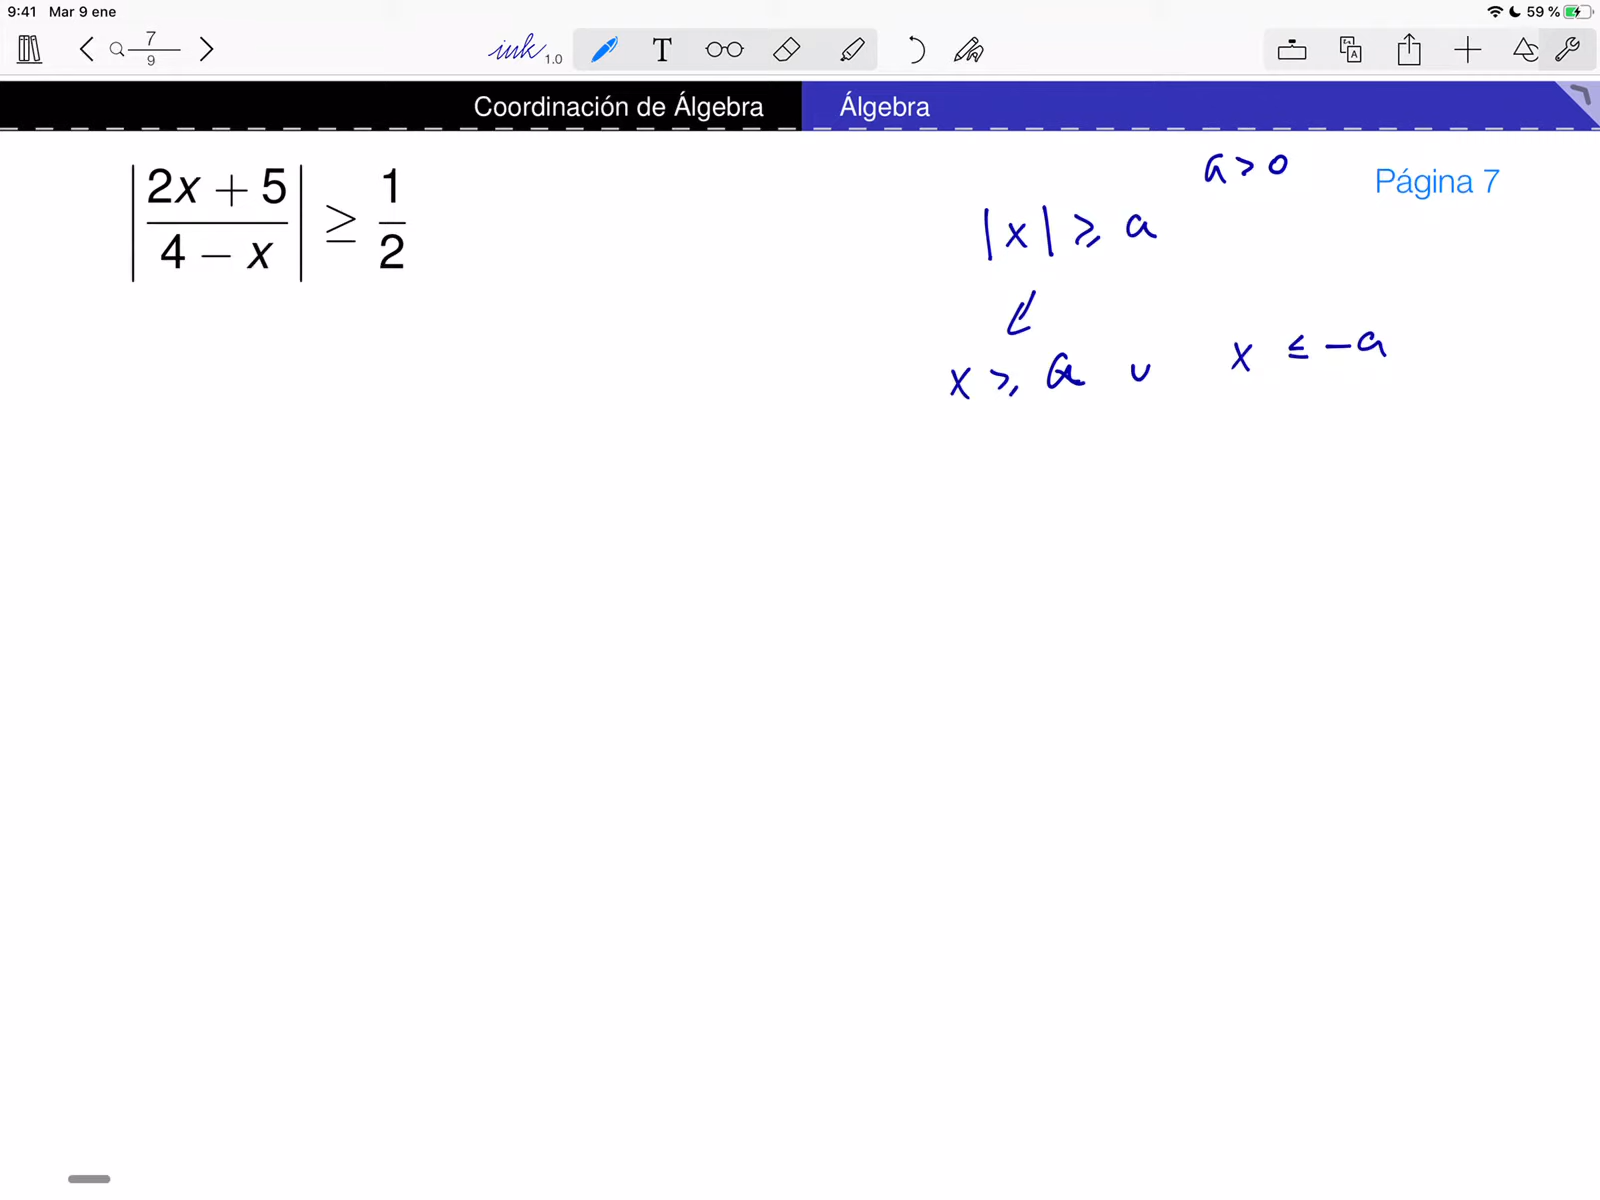 9:41 Mar 9 ene 59 %
7
9
ink 1.0
T
Coordinación de Álgebra Álgebra
a > 0
Página 7
|2x + 5 / 4 − x| ≥ 1/2
|x| ≥ a
x ≥ a ∪ x ≤ −a